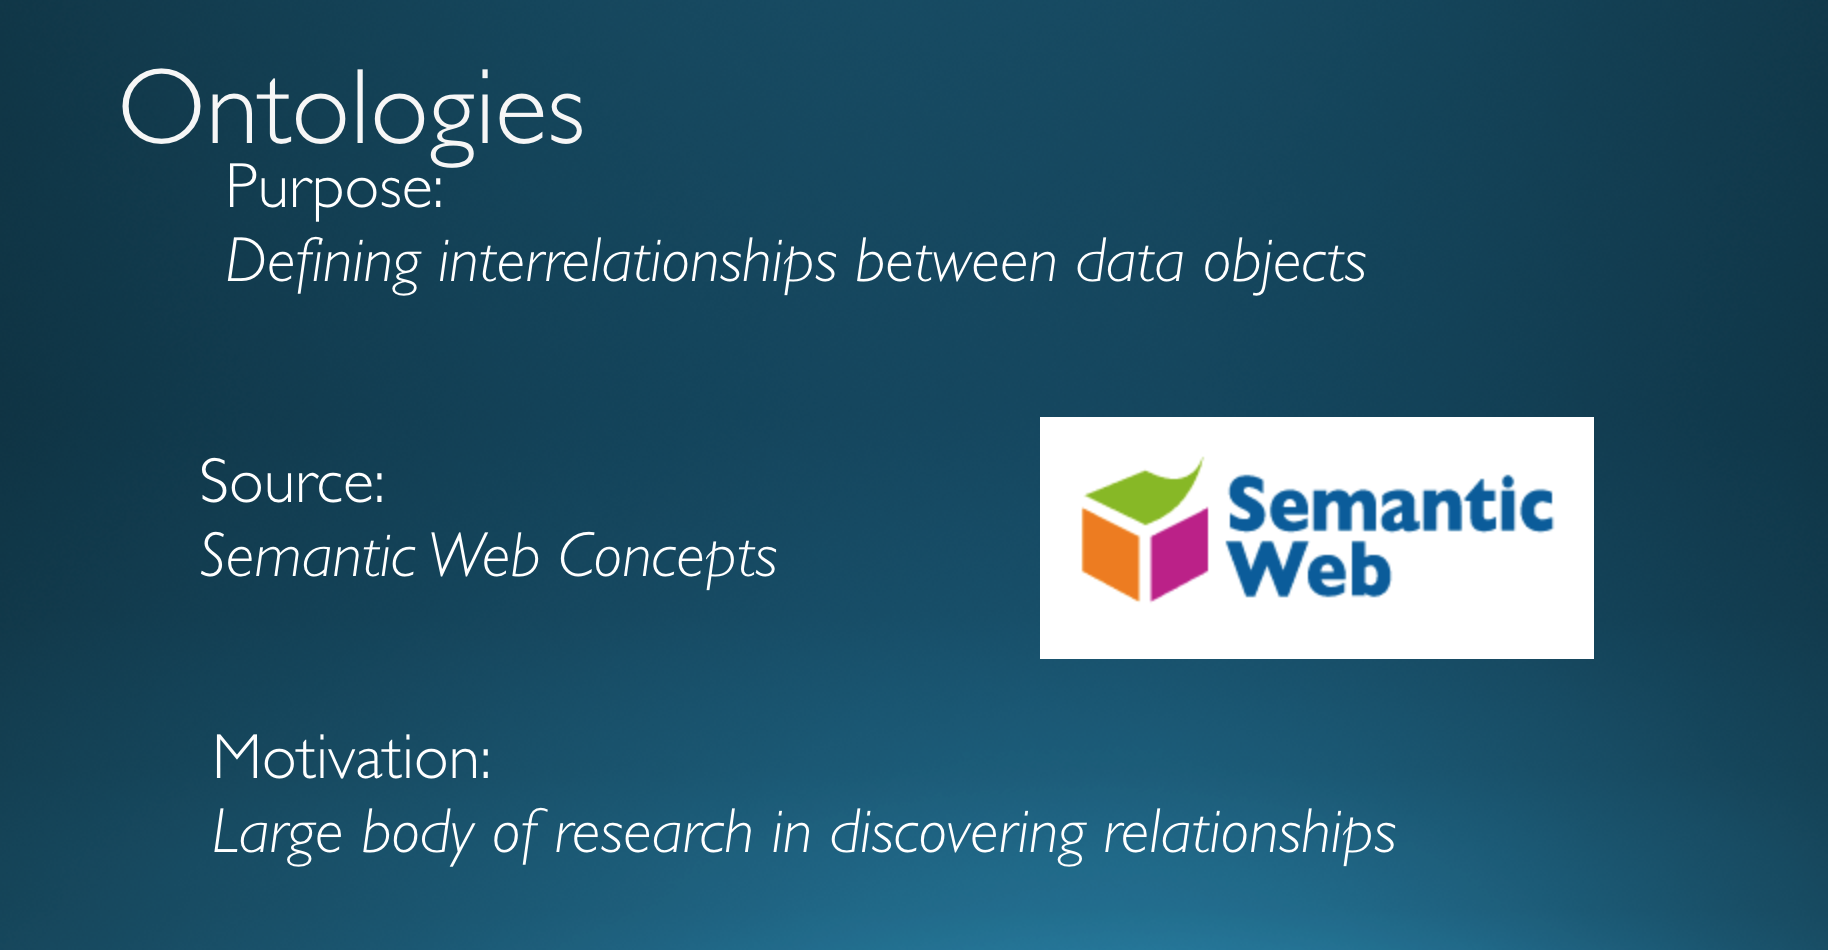 Ontologies
Purpose:
Defining interrelationships between data objects
Source:
Semantic Web Concepts
Semantic
Web
Motivation:
Large body of research in discovering relationships